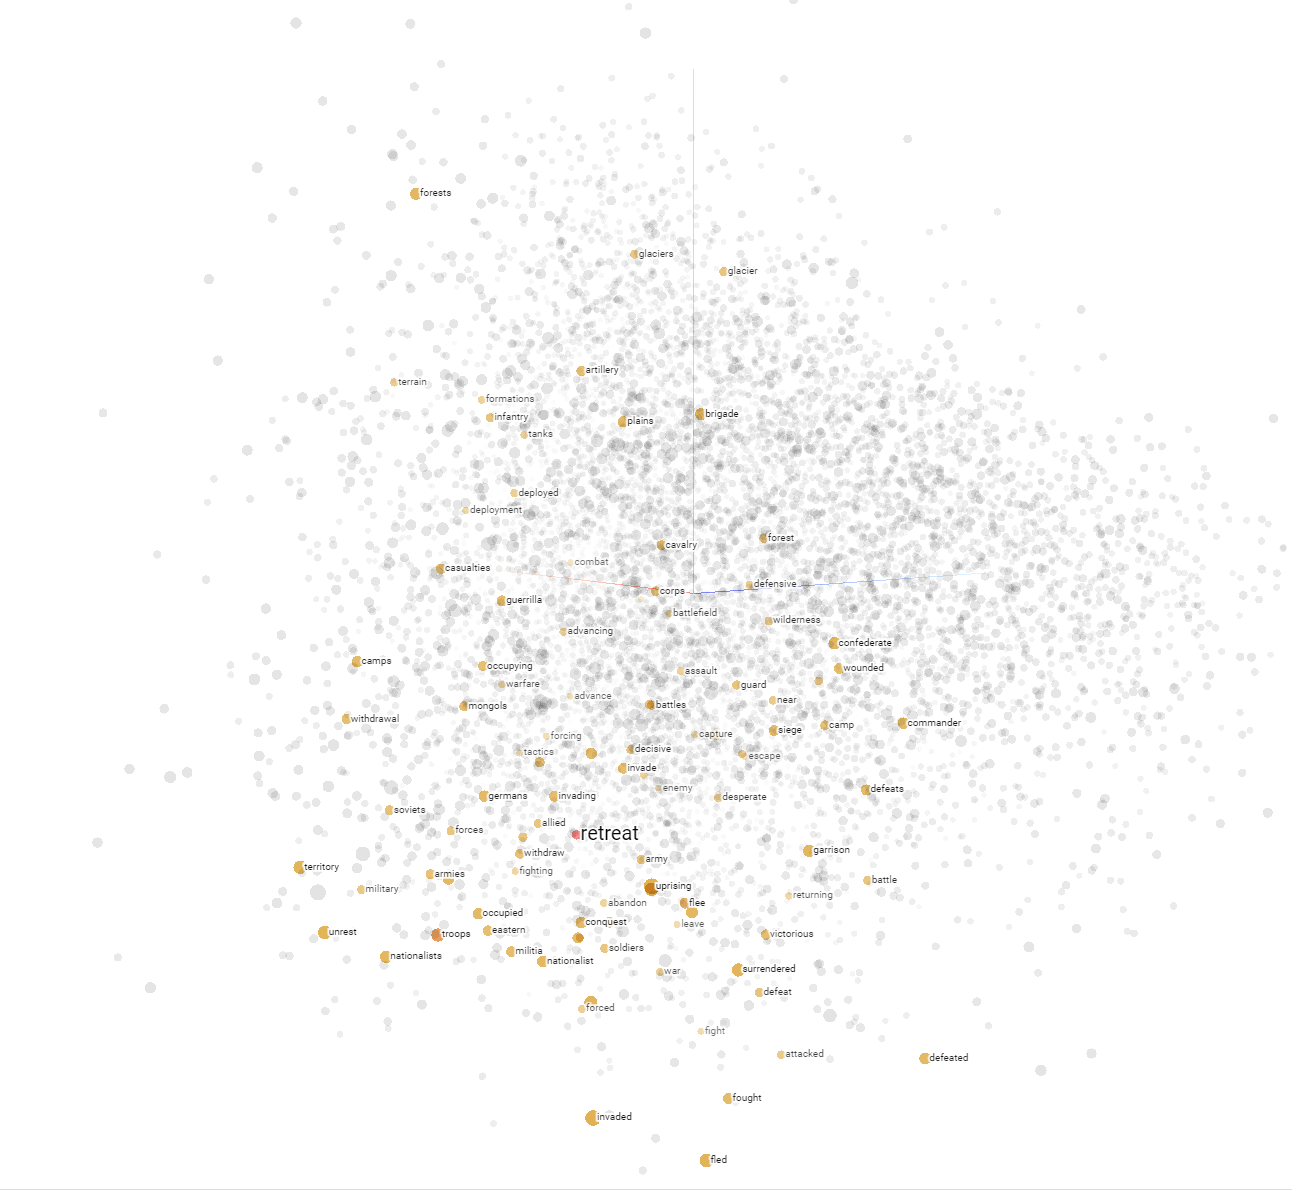 forests
glaciers
glacier
artillery
terrain
formations
infantry
plains
brigade
tanks
deployed
deployment
forest
cavalry
combat
casualties
defensive
corps
guerrilla
battlefield
wilderness
advancing
confederate
camps
occupying
wounded
assault
warfare
guard
advance
near
battles
mongols
withdrawal
commander
camp
siege
capture
forcing
decisive
tactics
escape
invade
enemy
defeats
germans
invading
desperate
soviets
allied
forces
retreat
garrison
withdraw
army
territory
fighting
armies
battle
military
uprising
returning
abandon
flee
occupied
conquest
leave
eastern
unrest
troops
victorious
soldiers
militia
nationalists
nationalist
war
surrendered
defeat
forced
fight
attacked
defeated
fought
invaded
fled